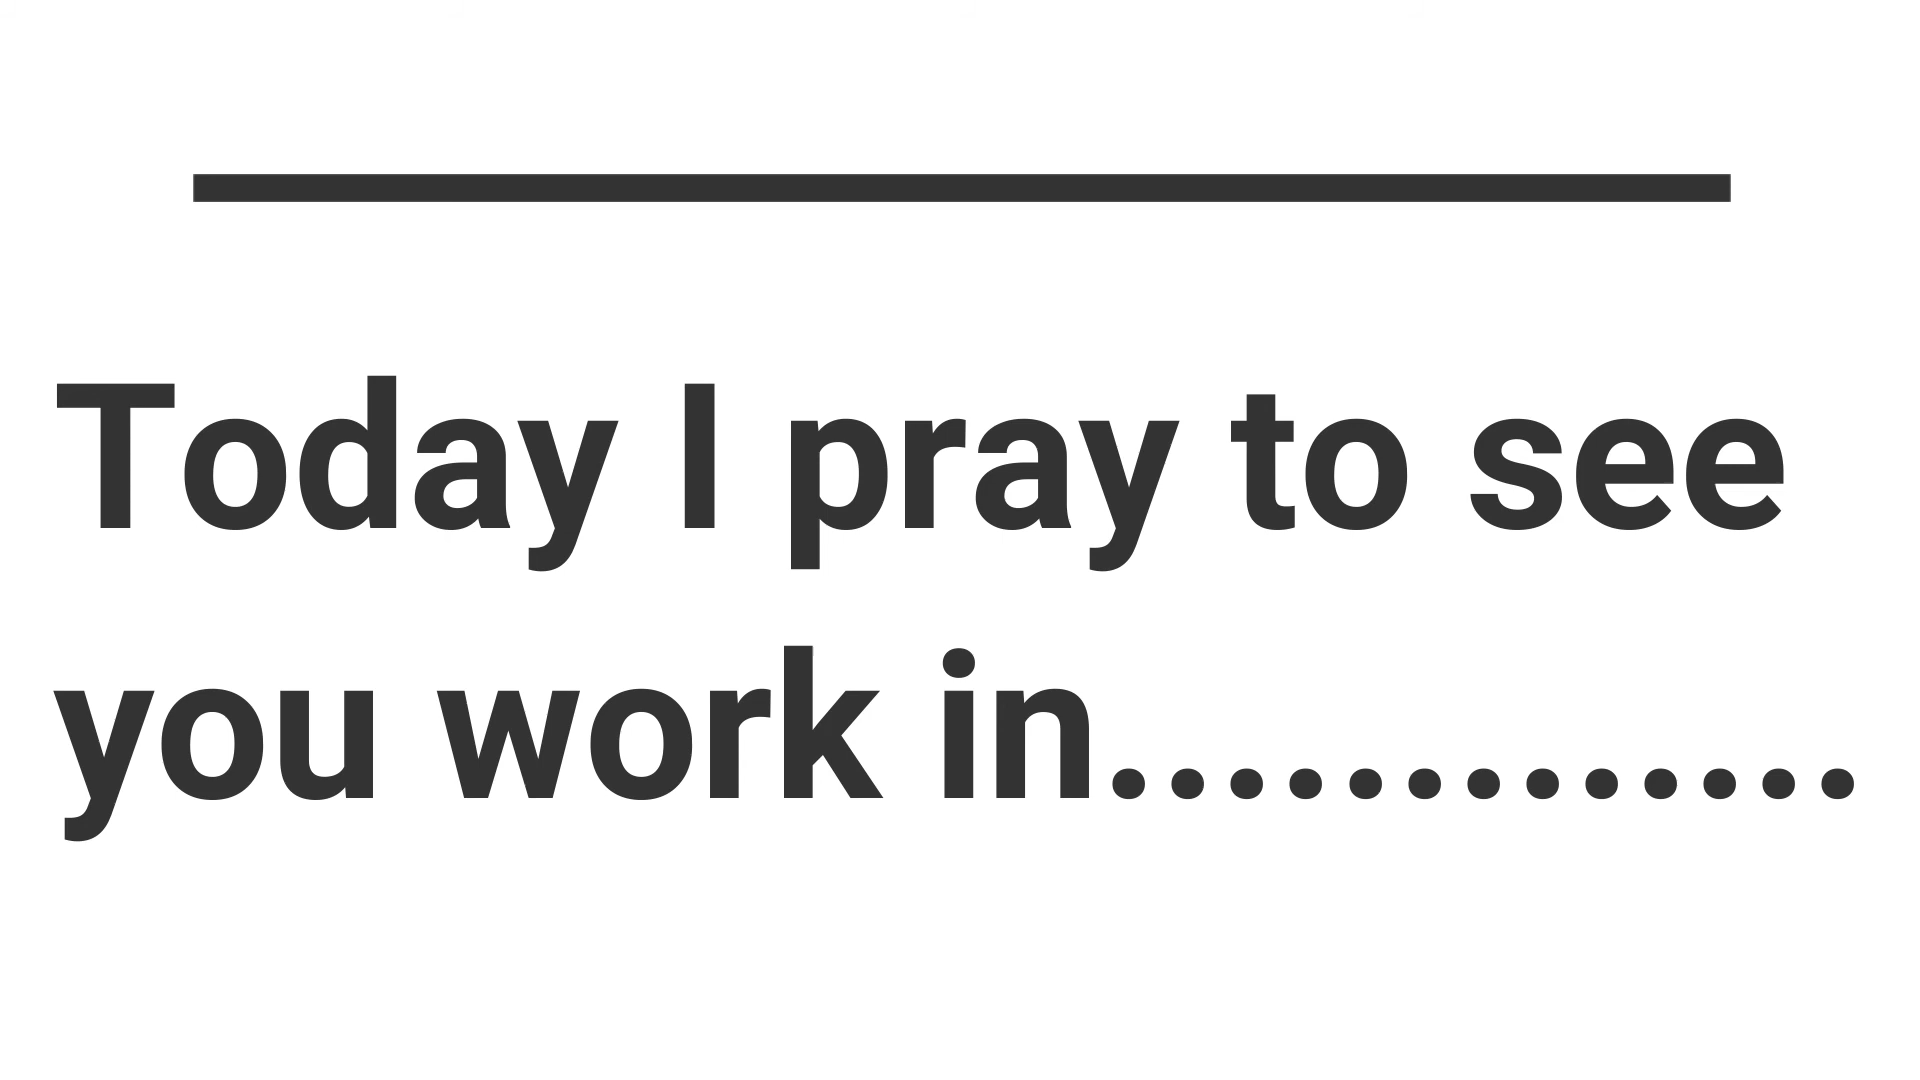 Today I pray to see
you work in.............